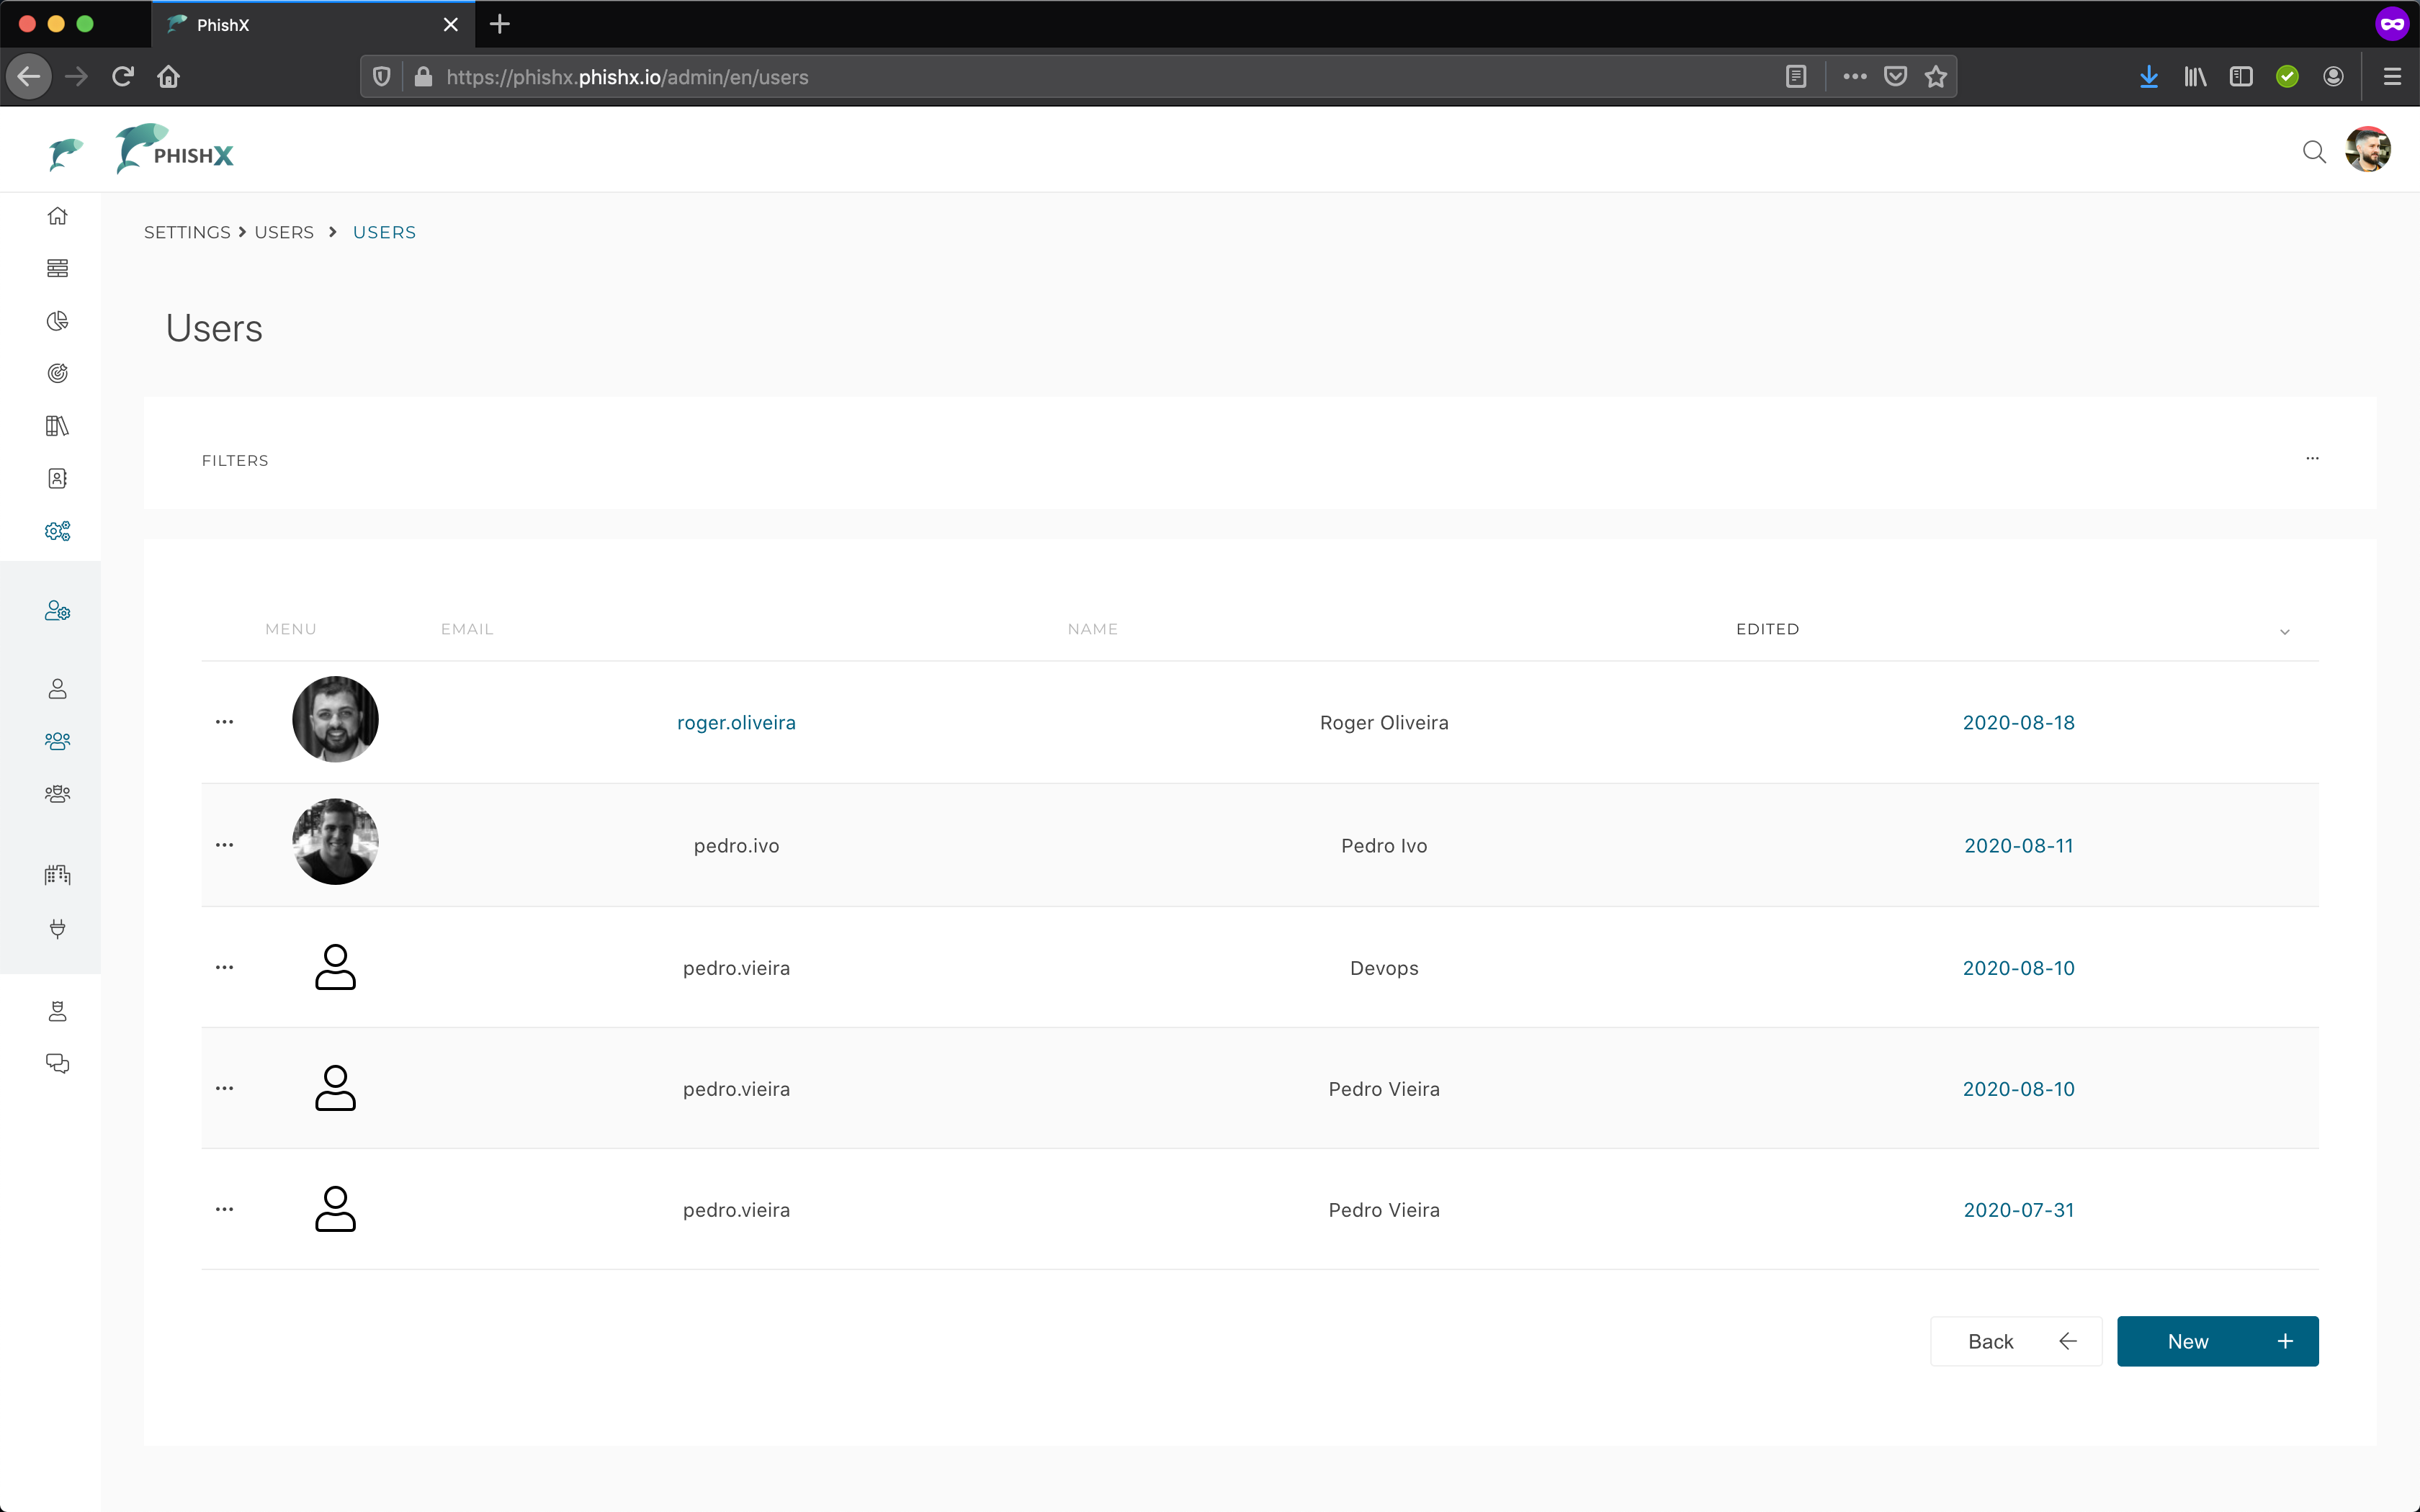 PhishX
https://phishx.phishx.io/admin/en/users
PHISHX
SETTINGS > USERS > USERS
Users
FILTERS
MENU EMAIL NAME EDITED
roger.oliveira Roger Oliveira 2020-08-18
pedro.ivo Pedro Ivo 2020-08-11
pedro.vieira Devops 2020-08-10
pedro.vieira Pedro Vieira 2020-08-10
pedro.vieira Pedro Vieira 2020-07-31
Back New